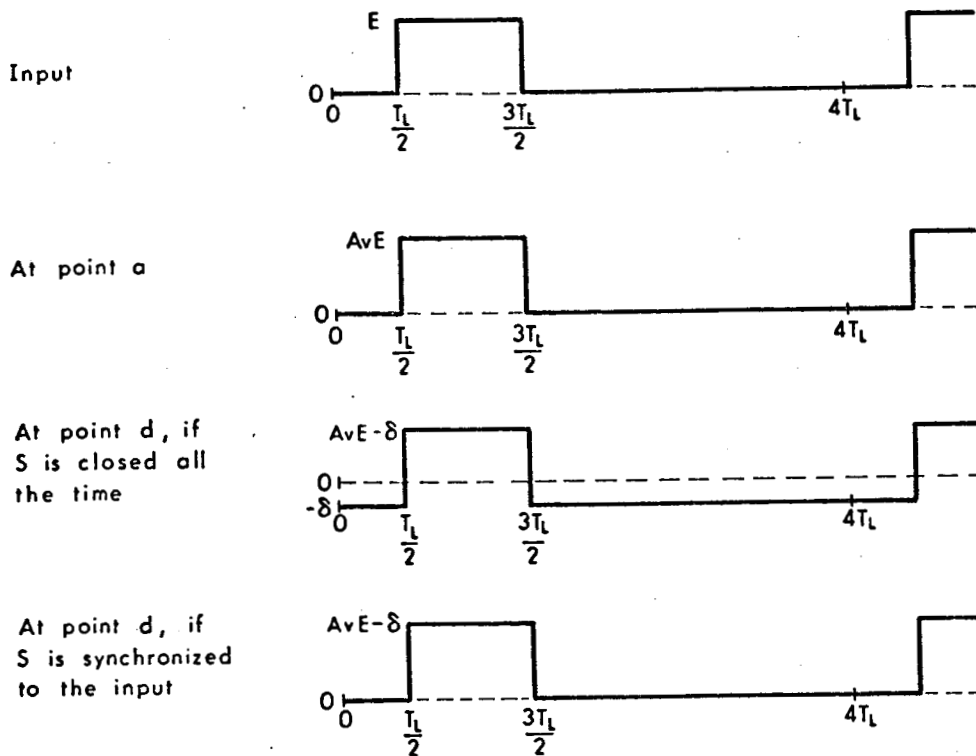 E
Input
0
0
T_L/2
3T_L/2
4T_L
AvE
At point a
0
0
T_L/2
3T_L/2
4T_L
At point d, if
S is closed all
the time
AvE-δ
0
-δ
0
T_L/2
3T_L/2
4T_L
At point d, if
S is synchronized
to the input
AvE-δ
0
0
T_L/2
3T_L/2
4T_L